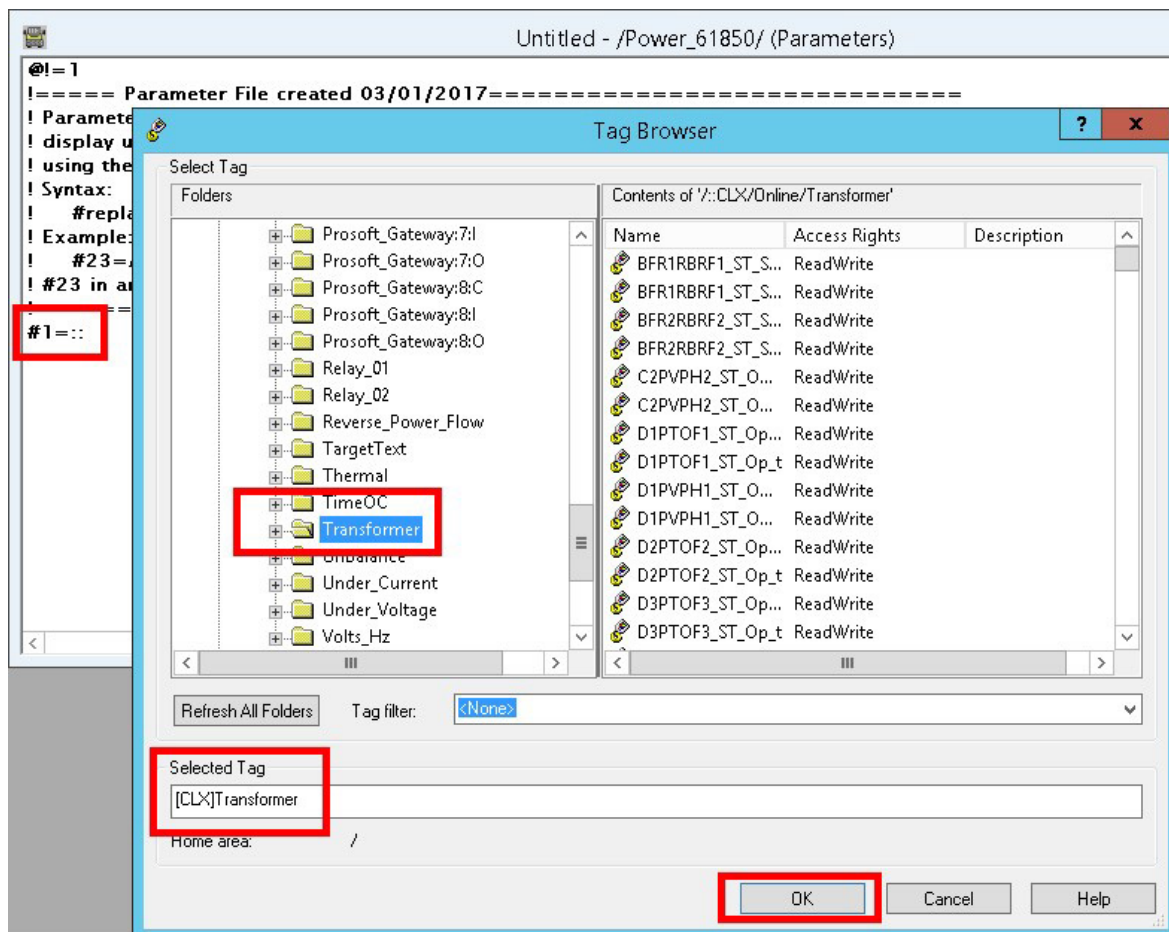 Untitled - /Power_61850/ (Parameters)
@!=1
!===== Parameter File created 03/01/2017=============================
! Paramete
! display u
! using the
! Syntax:
! #repla
! Example:
! #23=
! #23 in a
#1=::
Tag Browser
?
x
Select Tag
Folders
Prosoft_Gateway:7:I
Prosoft_Gateway:7:O
Prosoft_Gateway:8:C
Prosoft_Gateway:8:I
Prosoft_Gateway:8:O
Relay_01
Relay_02
Reverse_Power_Flow
TargetText
Thermal
TimeOC
Transformer
Unbalance
Under_Current
Under_Voltage
Volts_Hz
Contents of '/::CLX/Online/Transformer'
Name Access Rights Description
BFR1RBRF1_ST_S... ReadWrite
BFR1RBRF1_ST_S... ReadWrite
BFR2RBRF2_ST_S... ReadWrite
BFR2RBRF2_ST_S... ReadWrite
C2PVPH2_ST_O... ReadWrite
C2PVPH2_ST_O... ReadWrite
D1PTOF1_ST_Op... ReadWrite
D1PTOF1_ST_Op_t ReadWrite
D1PVPH1_ST_O... ReadWrite
D1PVPH1_ST_O... ReadWrite
D2PTOF2_ST_Op... ReadWrite
D2PTOF2_ST_Op_t ReadWrite
D3PTOF3_ST_Op... ReadWrite
D3PTOF3_ST_Op_t ReadWrite
Refresh All Folders Tag filter: <None>
Selected Tag
[CLX]Transformer
Home area: /
OK Cancel Help